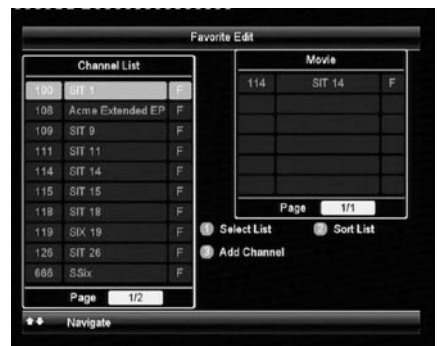 Favorite Edit
Channel List
100 SIT 1 F
108 Acme Extended EP F
109 SIT 9 F
111 SIT 11 F
114 SIT 14 F
115 SIT 15 F
118 SIT 18 F
119 SIX 19 F
126 SIT 26 F
666 SSix F
Page 1/2
Movie
114 SIT 14 F
Page 1/1
1 Select List 2 Sort List
3 Add Channel
Navigate